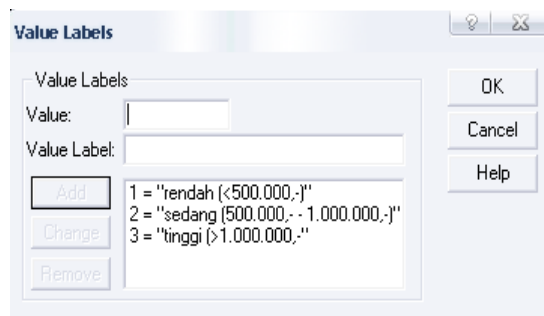 Value Labels
Value Labels
OK
Value:
Cancel
Value Label:
Help
Add
1 = "rendah (<500.000,-)"
2 = "sedang (500.000,- - 1.000.000,-)"
Change
3 = "tinggi (>1.000.000,-"
Remove